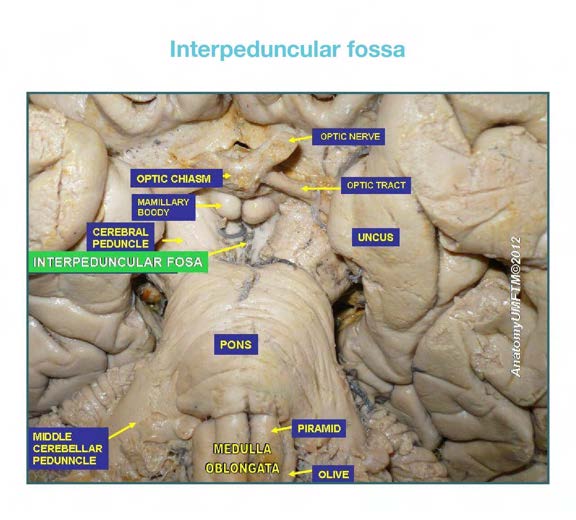 Interpeduncular fossa
OPTIC NERVE
OPTIC CHIASM
OPTIC TRACT
MAMILLARY
BOODY
CEREBRAL
PEDUNCLE
UNCUS
INTERPEDUNCULAR FOSA
AnatomyUMFTM©2012
PONS
PIRAMID
MIDDLE
CEREBELLAR
PEDUNNCLE
MEDULLA
OBLONGATA
OLIVE